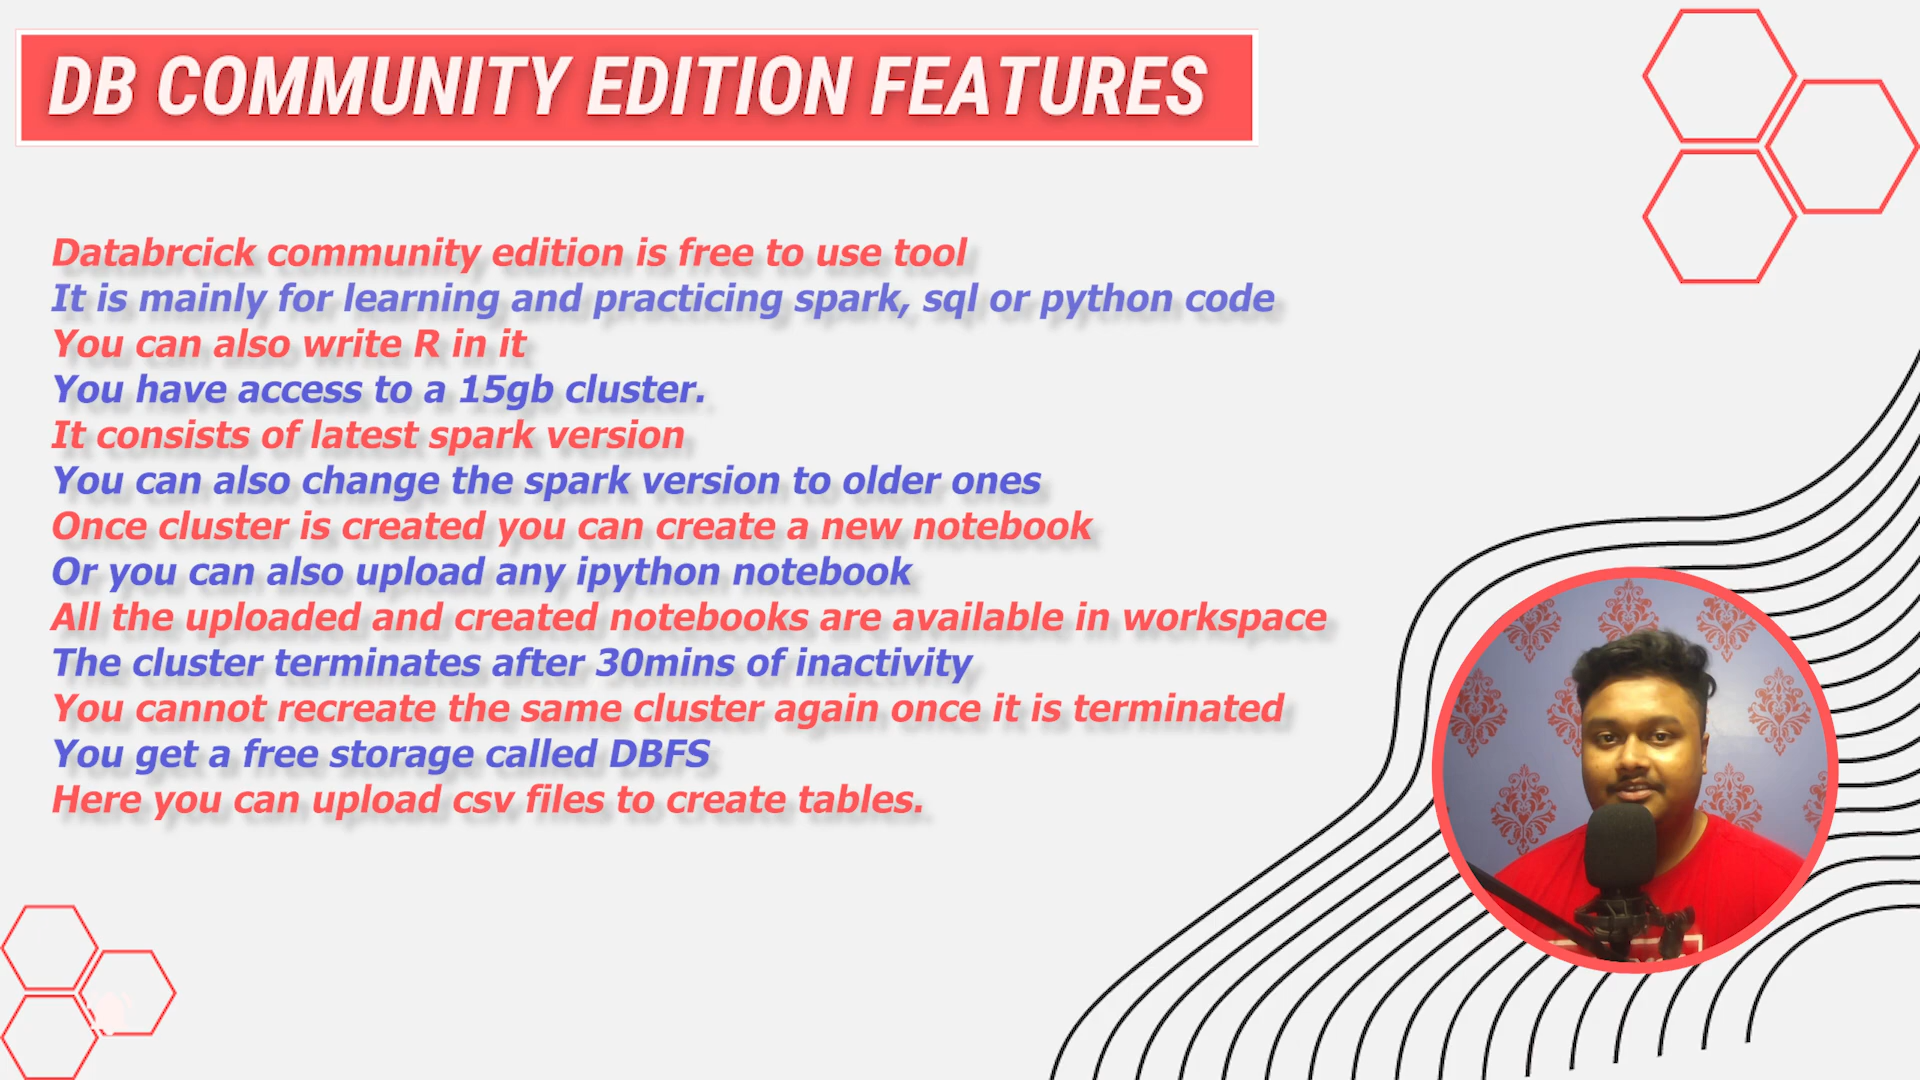 DB COMMUNITY EDITION FEATURES
Databrcick community edition is free to use tool
It is mainly for learning and practicing spark, sql or python code
You can also write R in it
You have access to a 15gb cluster.
It consists of latest spark version
You can also change the spark version to older ones
Once cluster is created you can create a new notebook
Or you can also upload any ipython notebook
All the uploaded and created notebooks are available in workspace
The cluster terminates after 30mins of inactivity
You cannot recreate the same cluster again once it is terminated
You get a free storage called DBFS
Here you can upload csv files to create tables.